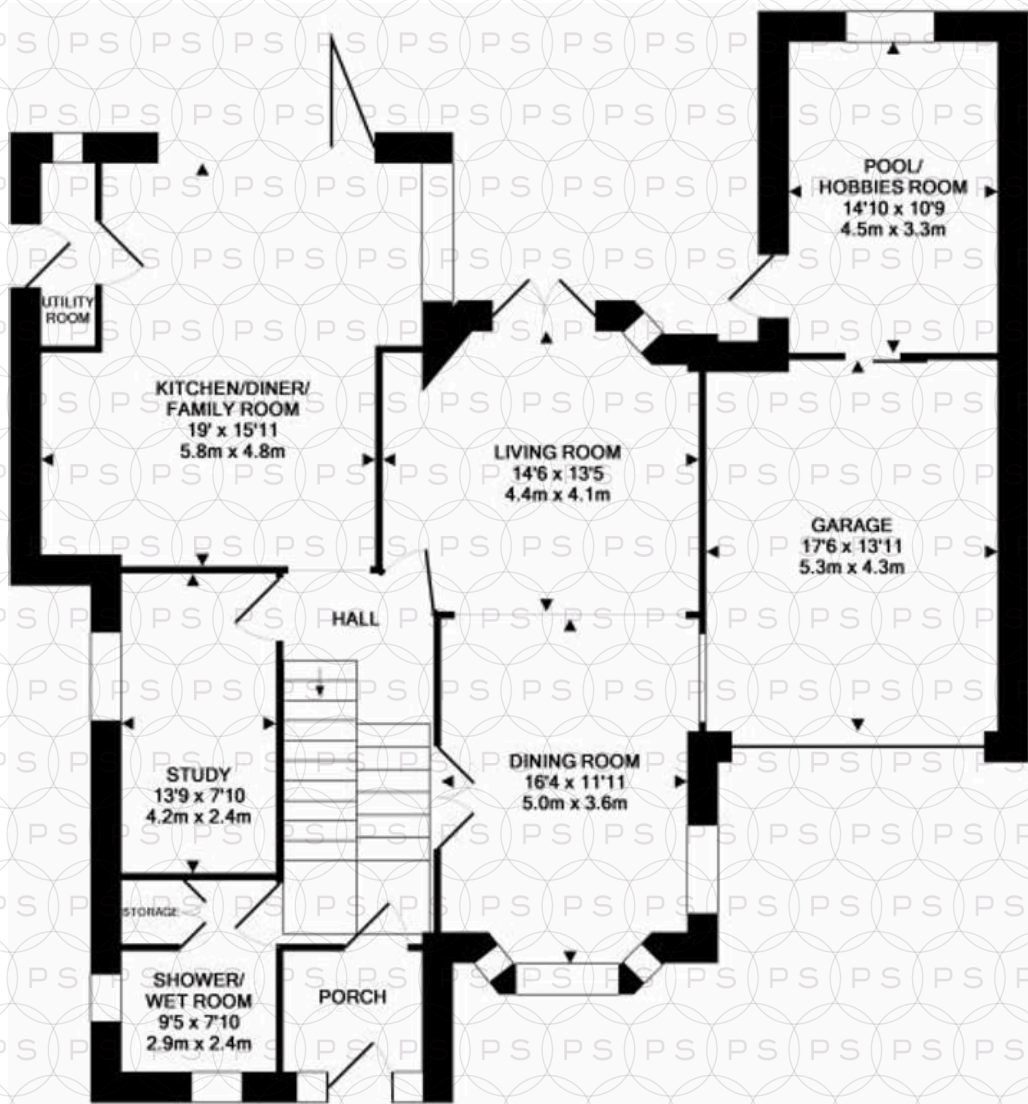 POOL/
HOBBIES ROOM
14'10 x 10'9
4.5m x 3.3m
UTILITY
ROOM
KITCHEN/DINER/
FAMILY ROOM
19' x 15'11
5.8m x 4.8m
LIVING ROOM
14'6 x 13'5
4.4m x 4.1m
GARAGE
17'6 x 13'11
5.3m x 4.3m
HALL
STUDY
13'9 x 7'10
4.2m x 2.4m
DINING ROOM
16'4 x 11'11
5.0m x 3.6m
STORAGE
SHOWER/
WET ROOM
9'5 x 7'10
2.9m x 2.4m
PORCH
PS